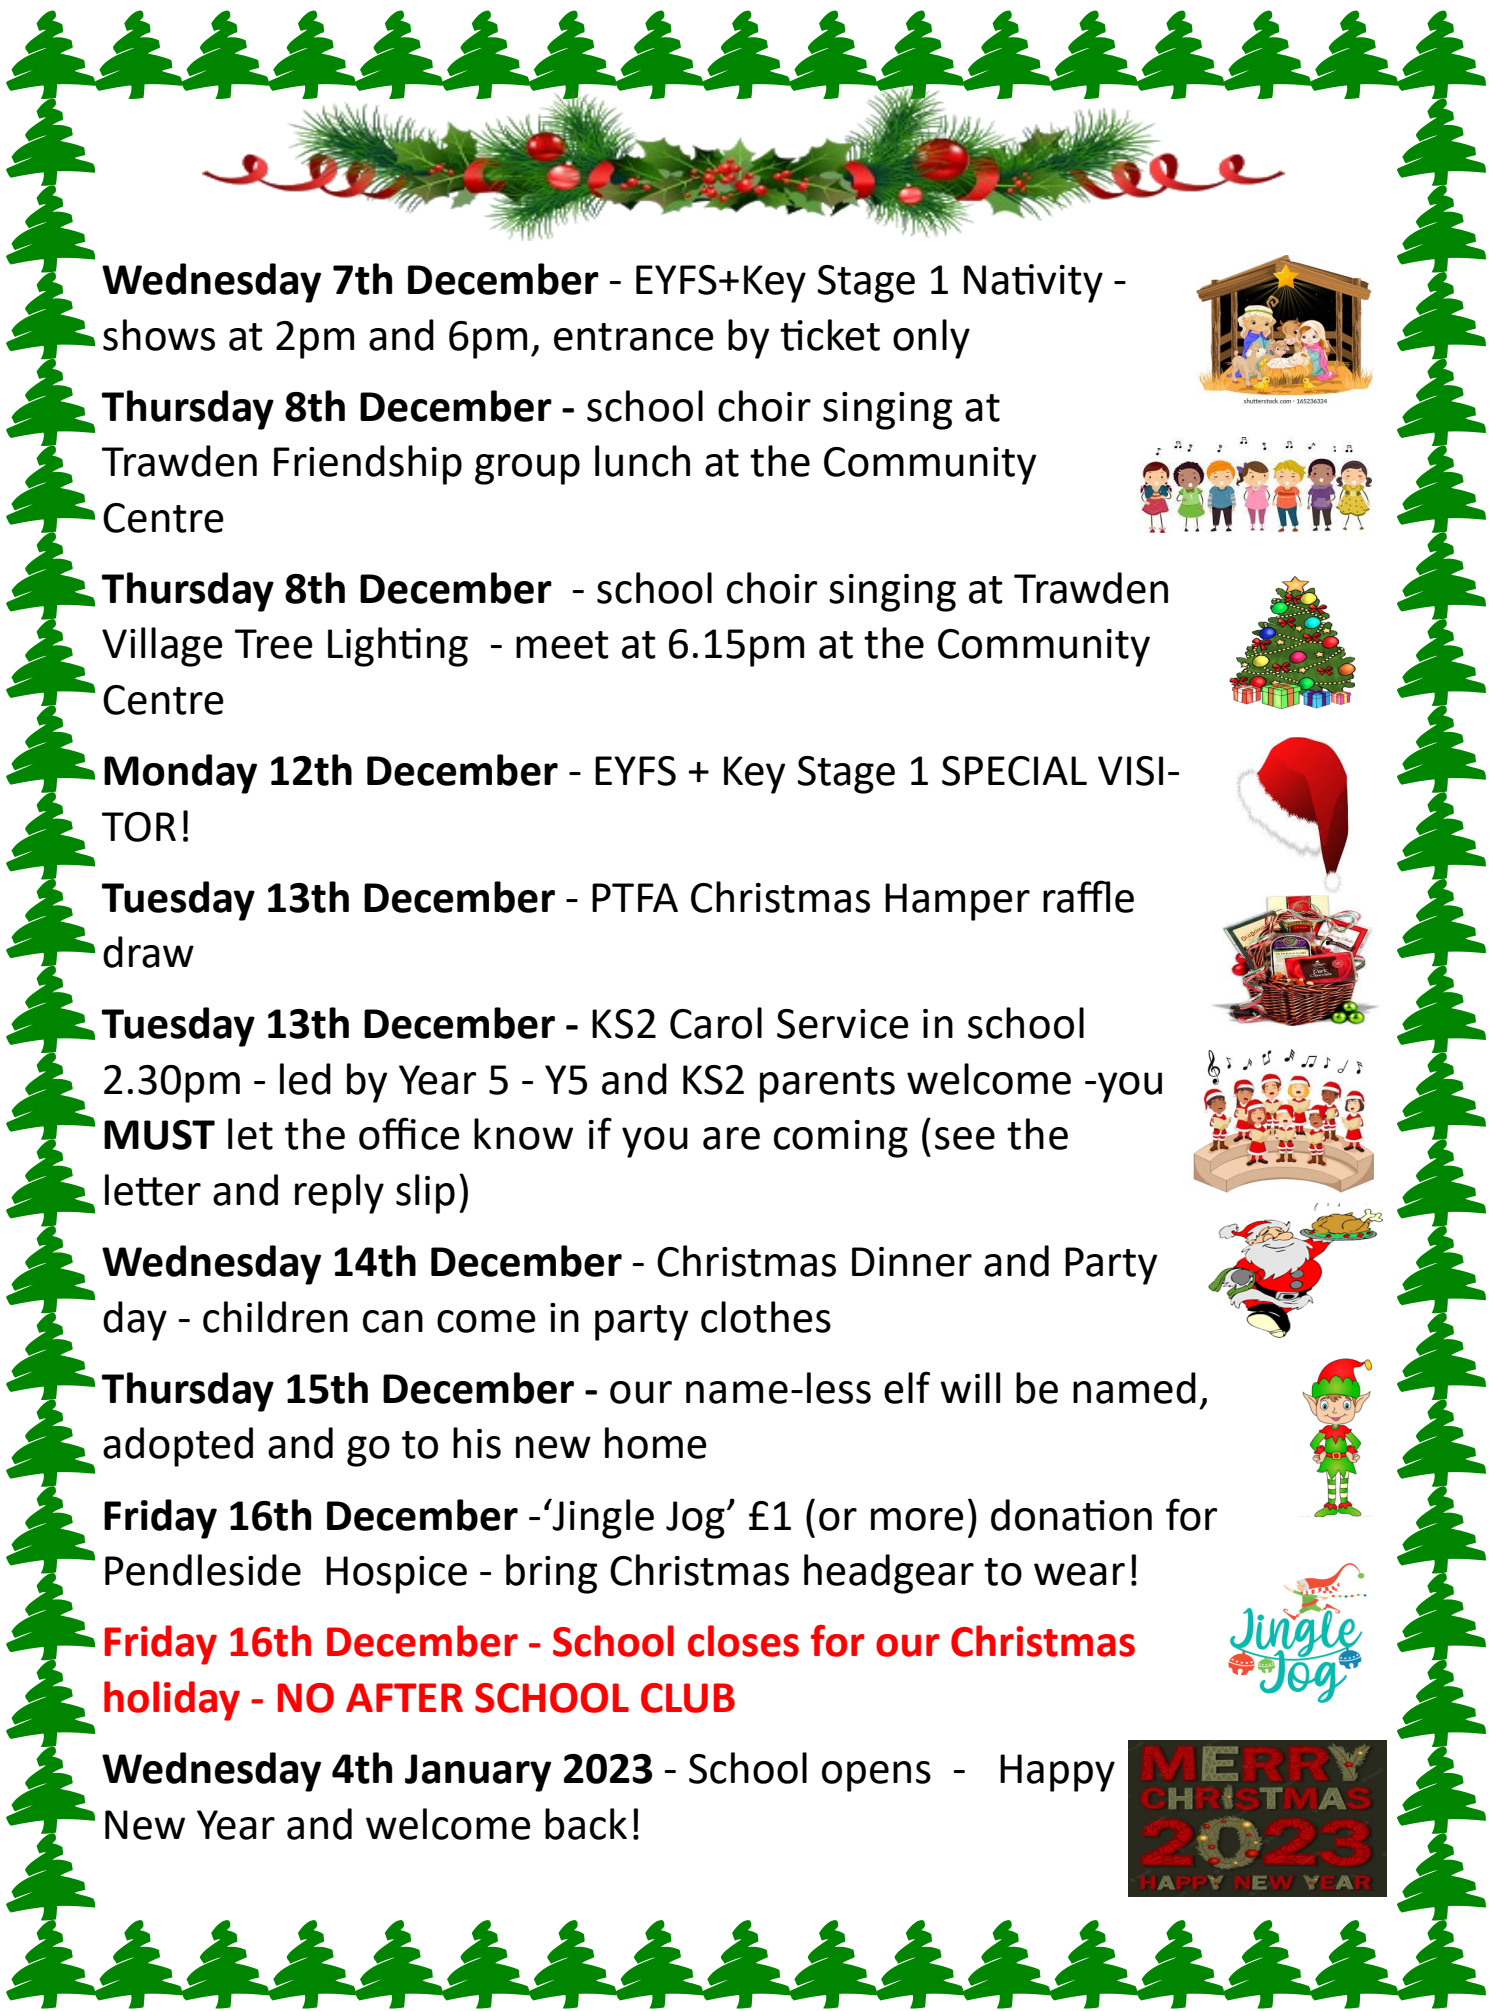 Wednesday 7th December - EYFS+Key Stage 1 Nativity -
shows at 2pm and 6pm, entrance by ticket only
shutterstock.com · 165236324
Thursday 8th December - school choir singing at
Trawden Friendship group lunch at the Community
Centre
Thursday 8th December  - school choir singing at Trawden
Village Tree Lighting  - meet at 6.15pm at the Community
Centre
Monday 12th December - EYFS + Key Stage 1 SPECIAL VISI-
TOR!
Tuesday 13th December - PTFA Christmas Hamper raffle
draw
Tuesday 13th December - KS2 Carol Service in school
2.30pm - led by Year 5 - Y5 and KS2 parents welcome -you
MUST let the office know if you are coming (see the
letter and reply slip)
Wednesday 14th December - Christmas Dinner and Party
day - children can come in party clothes
Thursday 15th December - our name-less elf will be named,
adopted and go to his new home
Friday 16th December -‘Jingle Jog’ £1 (or more) donation for
Pendleside  Hospice - bring Christmas headgear to wear!
Jingle
Jog
Friday 16th December - School closes for our Christmas
holiday - NO AFTER SCHOOL CLUB
Wednesday 4th January 2023 - School opens  -   Happy
New Year and welcome back!
MERRY
CHRISTMAS
2023
HAPPY NEW YEAR